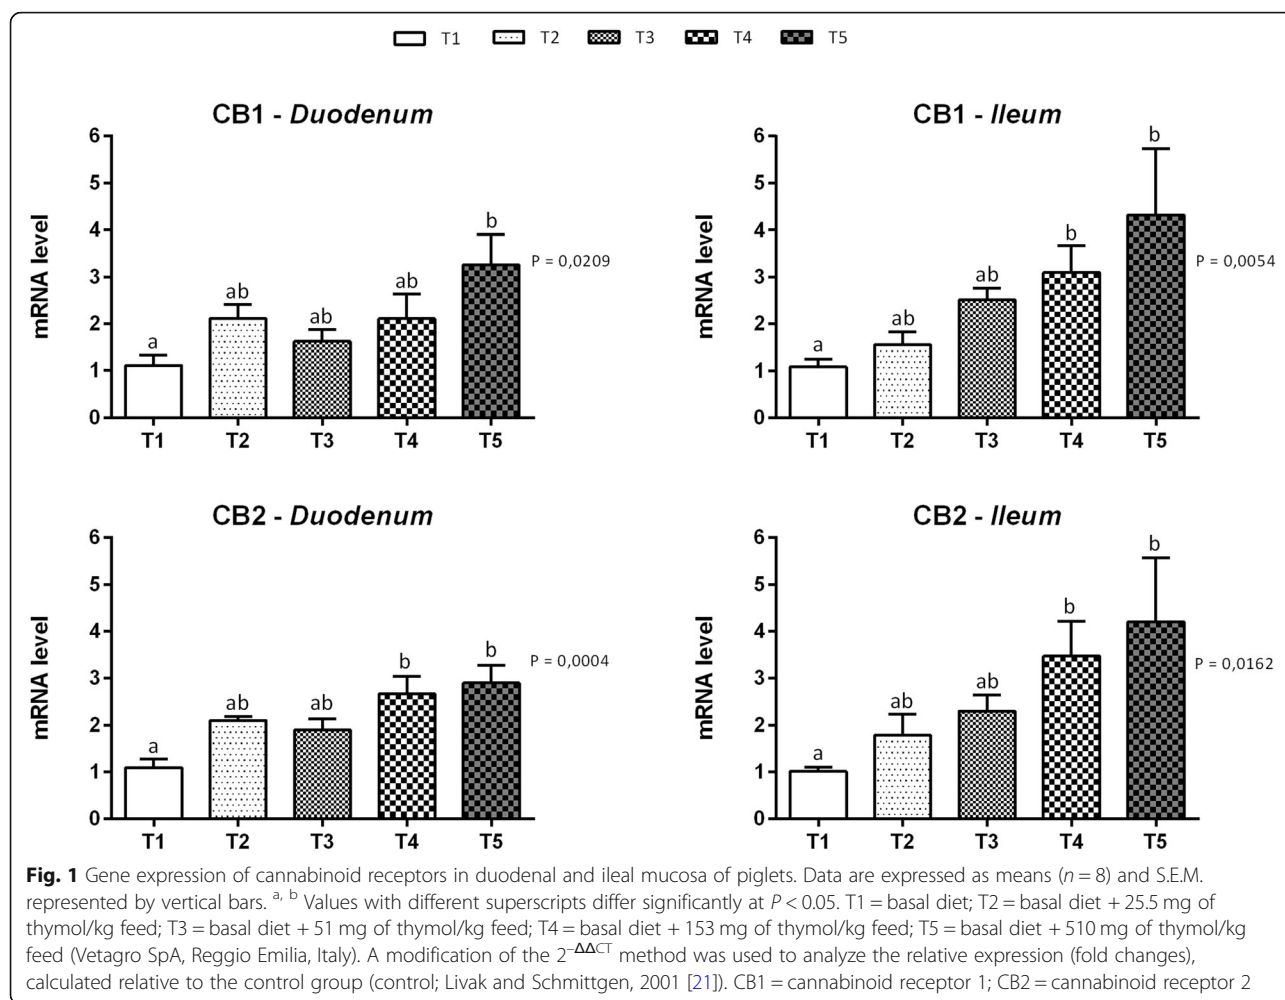 T1 T2 T3 T4 T5
CB1 - Duodenum
mRNA level
6
5
4
3
2
1
0
a
ab
ab
ab
b
P = 0,0209
T1 T2 T3 T4 T5
CB1 - Ileum
mRNA level
6
5
4
3
2
1
0
a
ab
ab
b
b
P = 0,0054
T1 T2 T3 T4 T5
CB2 - Duodenum
mRNA level
6
5
4
3
2
1
0
a
ab
ab
b
b
P = 0,0004
T1 T2 T3 T4 T5
CB2 - Ileum
mRNA level
6
5
4
3
2
1
0
a
ab
ab
b
b
P = 0,0162
T1 T2 T3 T4 T5
Fig. 1 Gene expression of cannabinoid receptors in duodenal and ileal mucosa of piglets. Data are expressed as means (n = 8) and S.E.M.
represented by vertical bars. a, b Values with different superscripts differ significantly at P < 0.05. T1 = basal diet; T2 = basal diet + 25.5 mg of
thymol/kg feed; T3 = basal diet + 51 mg of thymol/kg feed; T4 = basal diet + 153 mg of thymol/kg feed; T5 = basal diet + 510 mg of thymol/kg
feed (Vetagro SpA, Reggio Emilia, Italy). A modification of the 2−ΔΔCT method was used to analyze the relative expression (fold changes),
calculated relative to the control group (control; Livak and Schmittgen, 2001 [21]). CB1 = cannabinoid receptor 1; CB2 = cannabinoid receptor 2